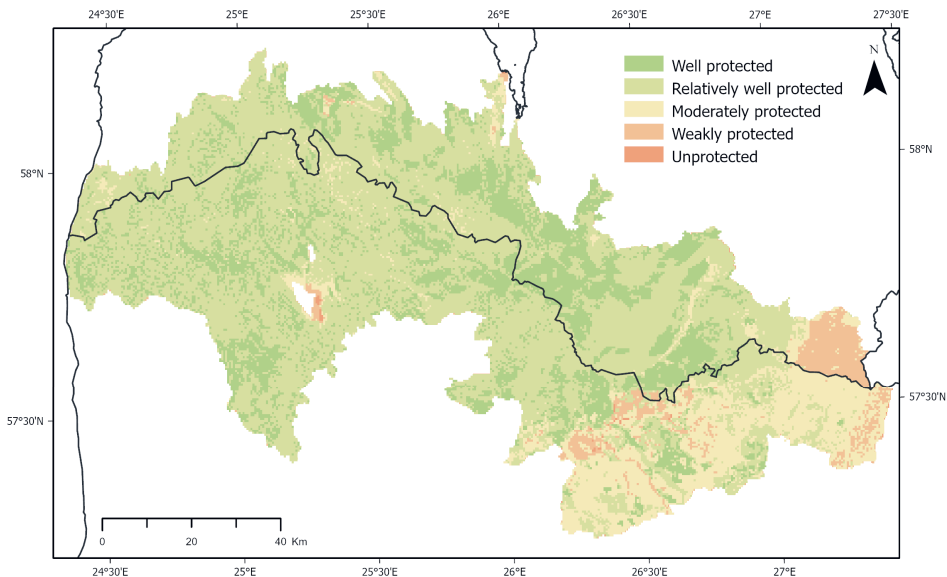 24°30'E 25°E 25°30'E 26°E 26°30'E 27°E 27°30'E
N
Well protected
Relatively well protected
Moderately protected
Weakly protected
Unprotected
58°N 58°N
57°30'N 57°30'N
0 20 40 Km
24°30'E 25°E 25°30'E 26°E 26°30'E 27°E